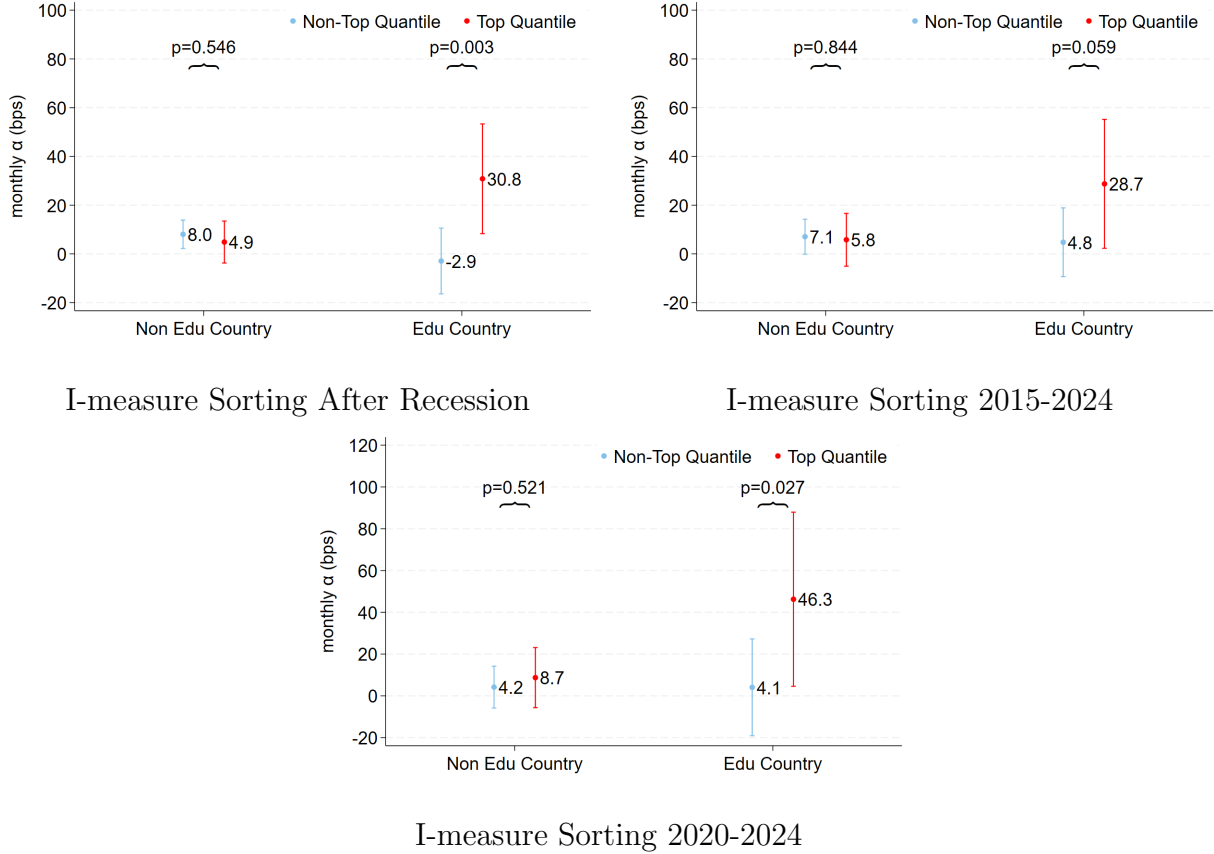 100
80
60
40
20
0
-20
monthly α (bps)
Non-Top Quantile
Top Quantile
p=0.546
p=0.003
8.0
4.9
-2.9
30.8
Non Edu Country
Edu Country
I-measure Sorting After Recession
100
80
60
40
20
0
-20
monthly α (bps)
Non-Top Quantile
Top Quantile
p=0.844
p=0.059
7.1
5.8
4.8
28.7
Non Edu Country
Edu Country
I-measure Sorting 2015-2024
120
100
80
60
40
20
0
-20
monthly α (bps)
Non-Top Quantile
Top Quantile
p=0.521
p=0.027
4.2
8.7
4.1
46.3
Non Edu Country
Edu Country
I-measure Sorting 2020-2024